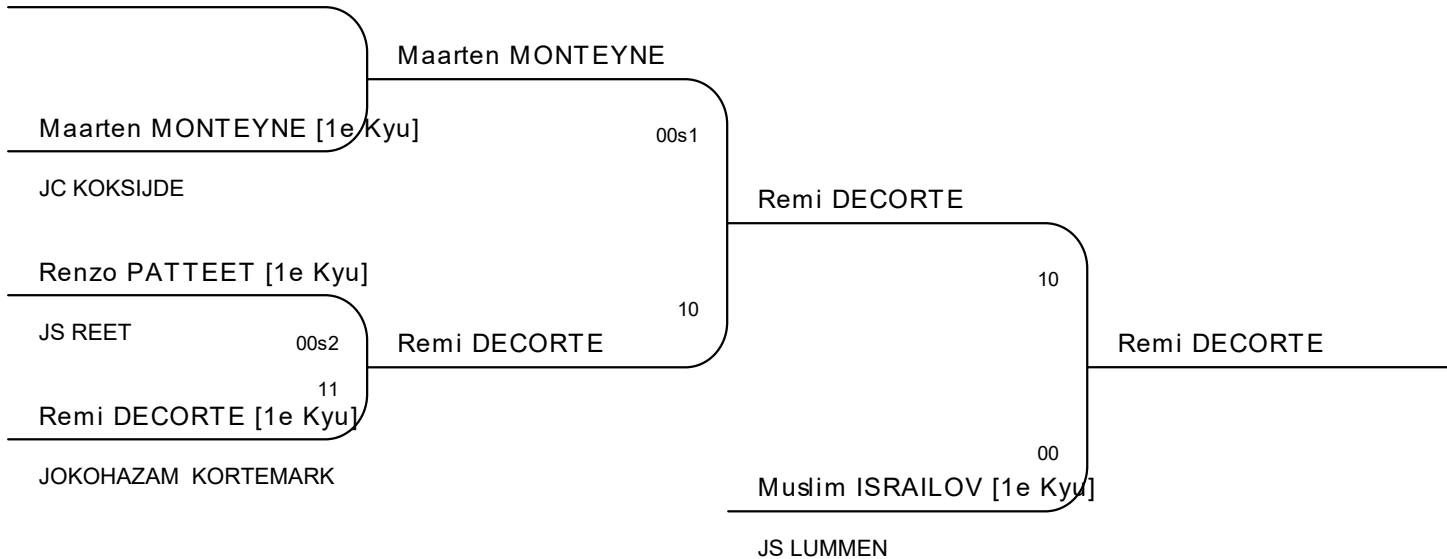 Maarten MONTEYNE
Maarten MONTEYNE [1e Kyu]
00s1
JC KOKSIJDE
Remi DECORTE
Renzo PATTEET [1e Kyu]
10
10
JS REET
00s2
Remi DECORTE
Remi DECORTE
11
Remi DECORTE [1e Kyu]
00
JOKOHAZAM KORTEMARK
Muslim ISRAILOV [1e Kyu]
JS LUMMEN